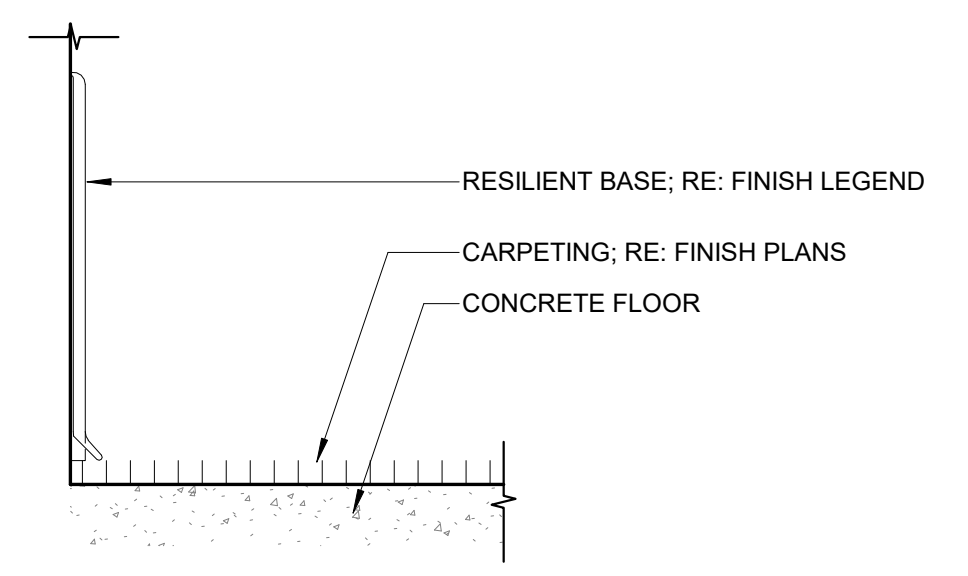 RESILIENT BASE; RE: FINISH LEGEND
CARPETING; RE: FINISH PLANS
CONCRETE FLOOR